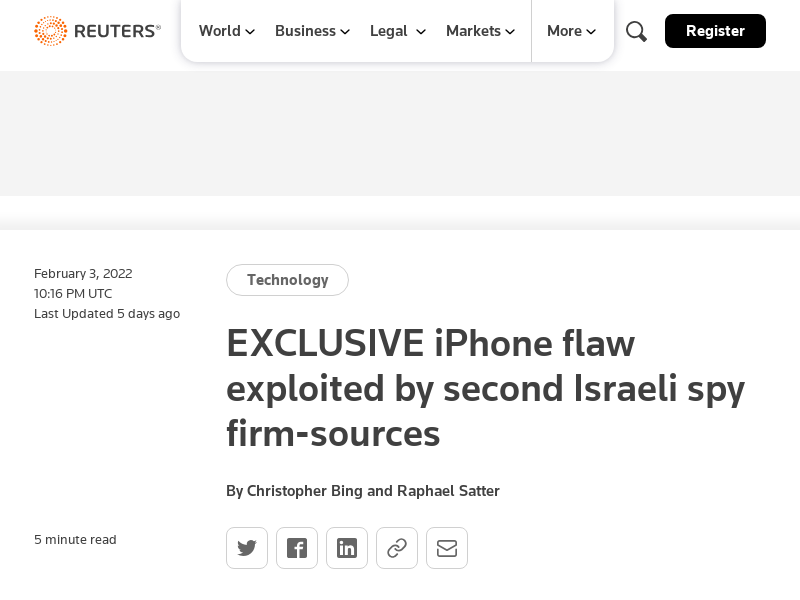 REUTERS®
World
Business
Legal
Markets
More
Register
February 3, 2022
10:16 PM UTC
Last Updated 5 days ago
Technology
EXCLUSIVE iPhone flaw
exploited by second Israeli spy
firm-sources
By Christopher Bing and Raphael Satter
5 minute read